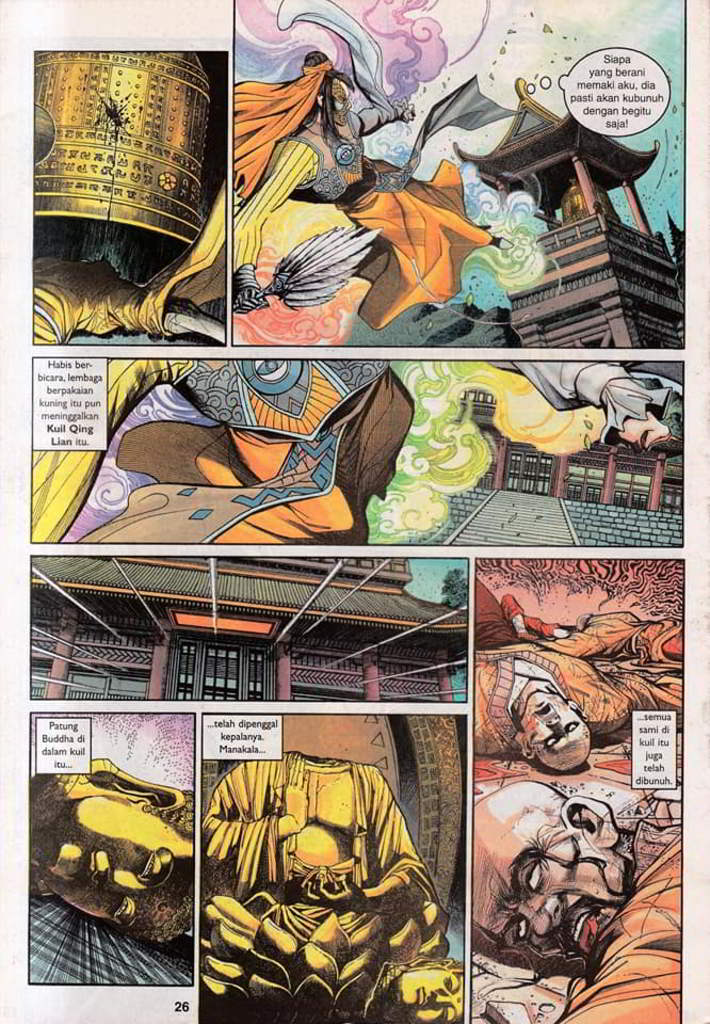 Siapa
yang berani
memaki aku, dia
pasti akan kubunuh
dengan begitu
saja!
Habis ber-
bicara, lembaga
berpakaian
kuning itu pun
meninggalkan
Kuil Qing
Lian itu.
Patung
Buddha di
dalam kuil
itu...
...telah dipenggal
kepalanya.
Manakala...
...semua
sami di
kuil itu
juga
telah
dibunuh.
26